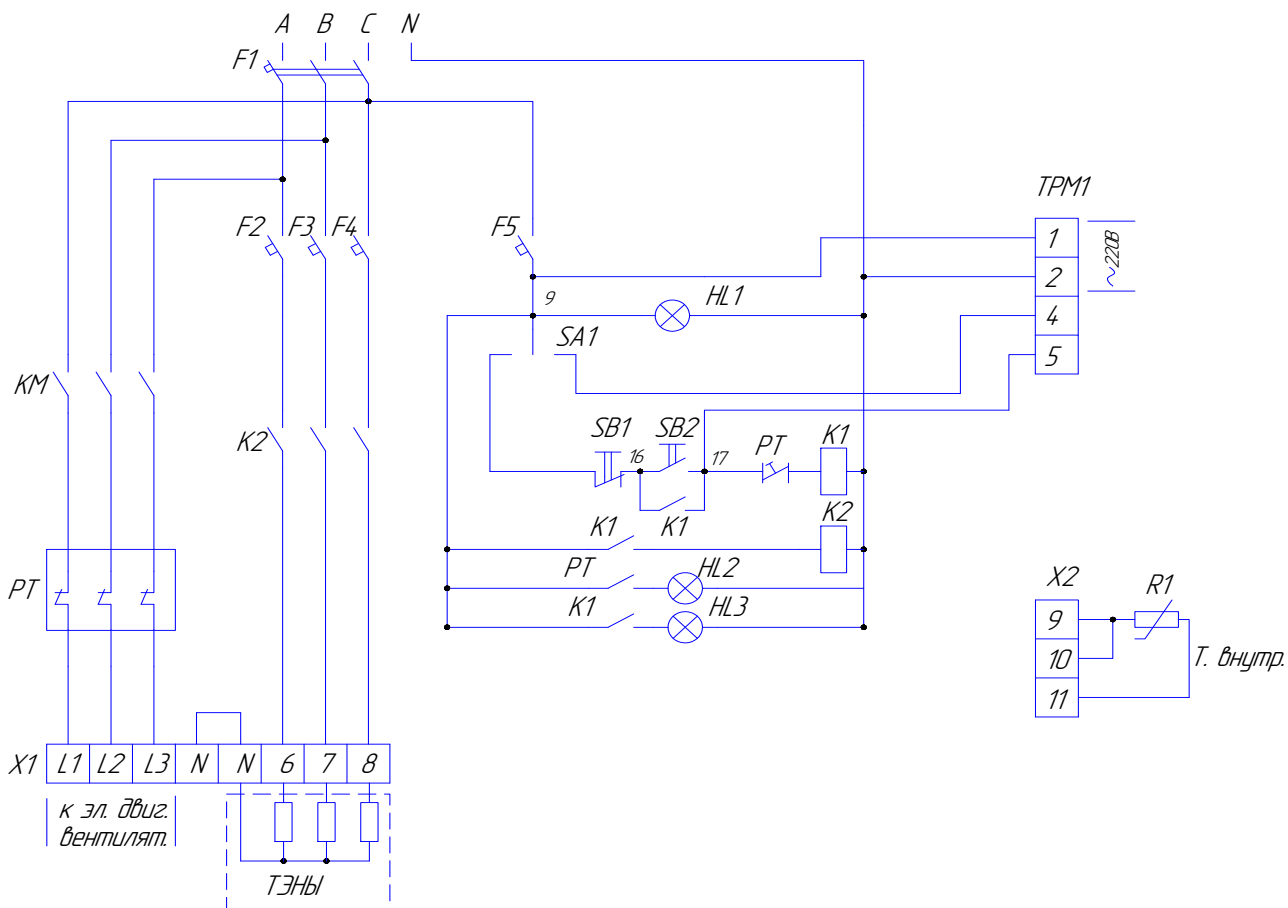 A B C N
F1
TPM1
F2 F3 F4 F5
1
~220В
2
9
HL1
4
SA1
5
KM
SB1 SB2 PT K1
K2
16 17
K1 K1 K2
PT HL2
PT
K1 HL3
X2 R1
9
10
Т. внутр.
11
X1 L1 L2 L3 N N 6 7 8
к эл. двиг.
вентилят.
ТЭНЫ